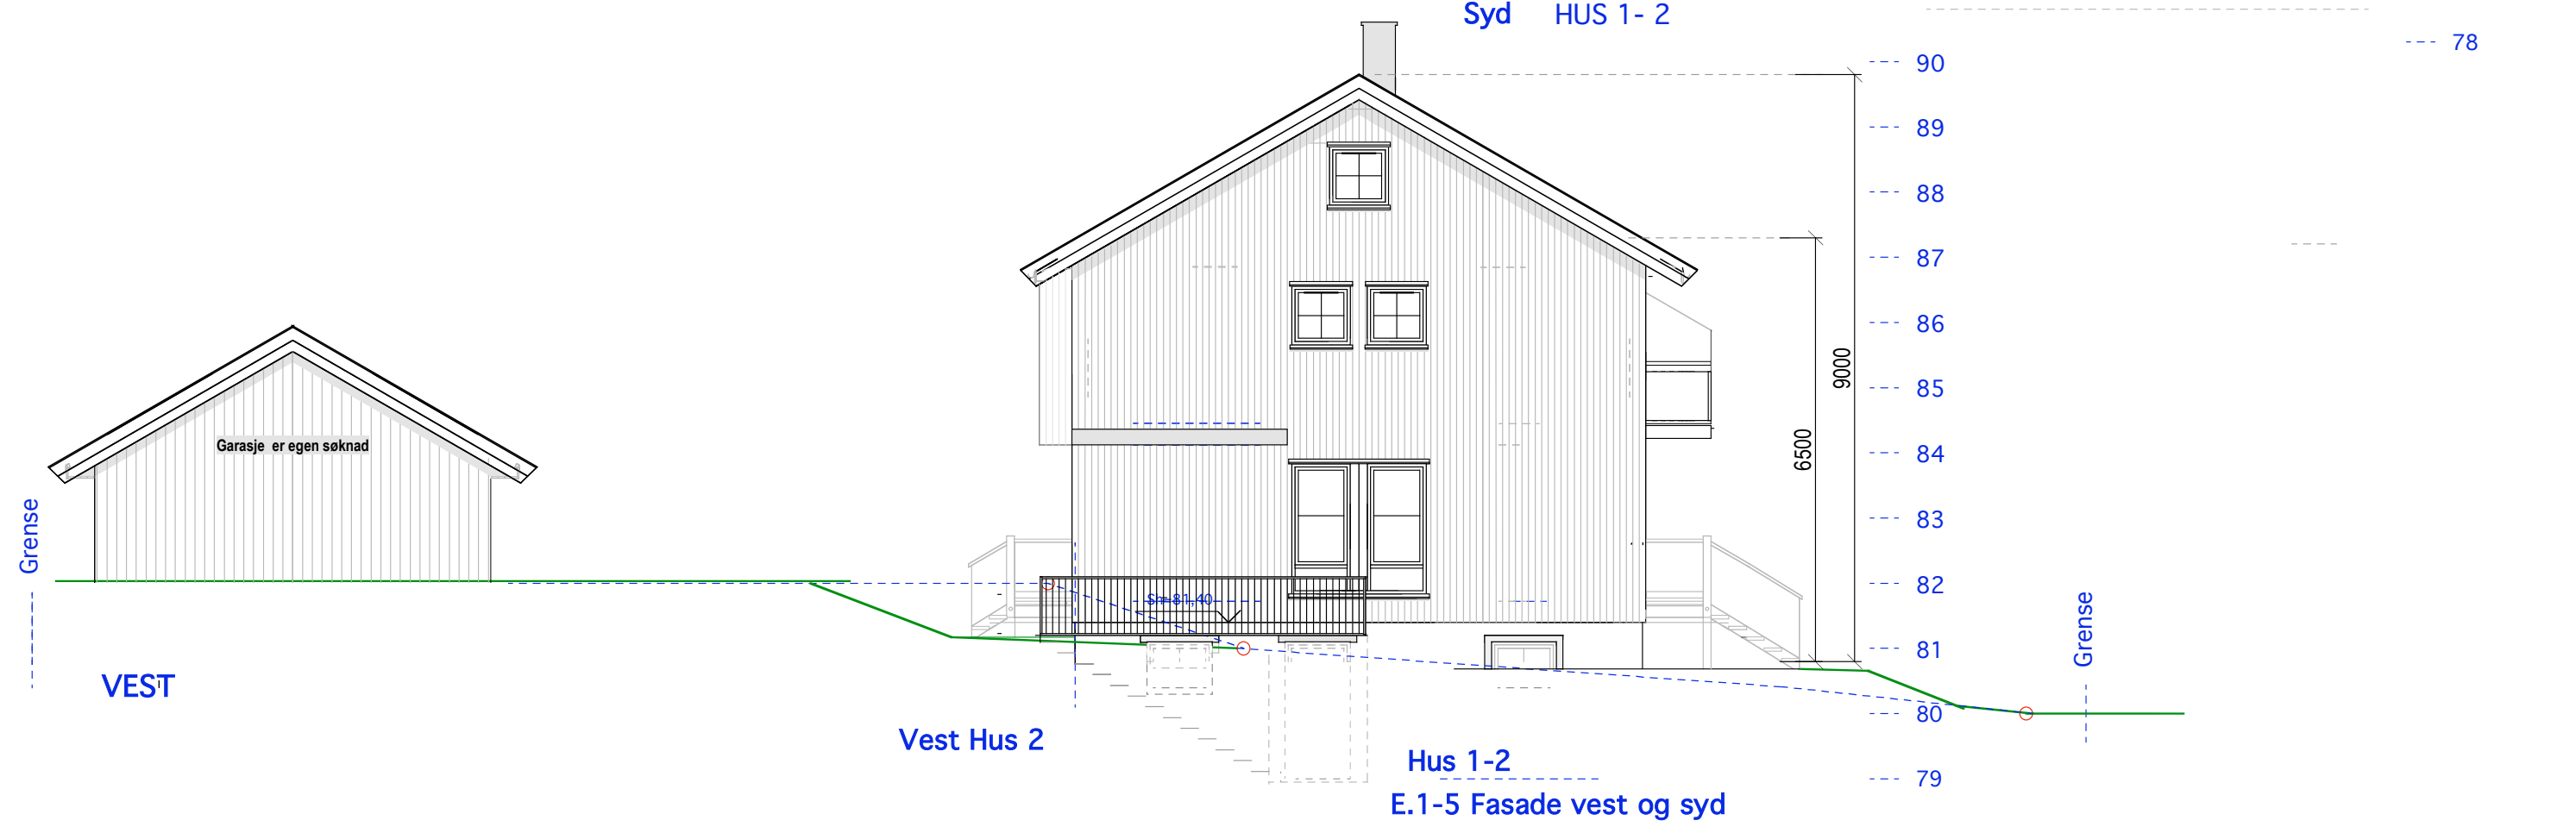 Syd HUS 1- 2
78
90
89
88
87
86
85
84
83
82
81
80
79
9000
6500
Garasje er egen søknad
Grense
Grense
VEST
Vest Hus 2
Hus 1-2
E.1-5 Fasade vest og syd